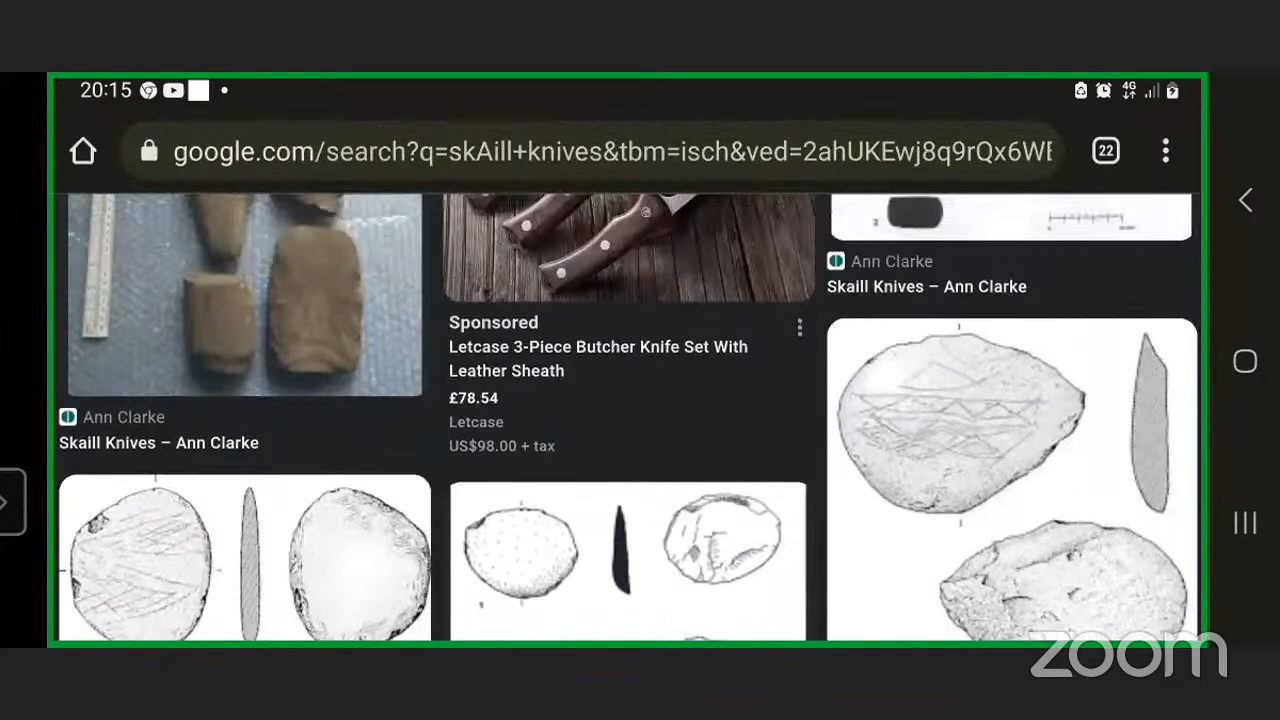 20:15
4G
google.com/search?q=skAill+knives&tbm=isch&ved=2ahUKEwj8q9rQx6WE
22
Ann Clarke
Skaill Knives – Ann Clarke
Sponsored
Letcase 3-Piece Butcher Knife Set With
Leather Sheath
£78.54
Letcase
US$98.00 + tax
Ann Clarke
Skaill Knives – Ann Clarke
zoom